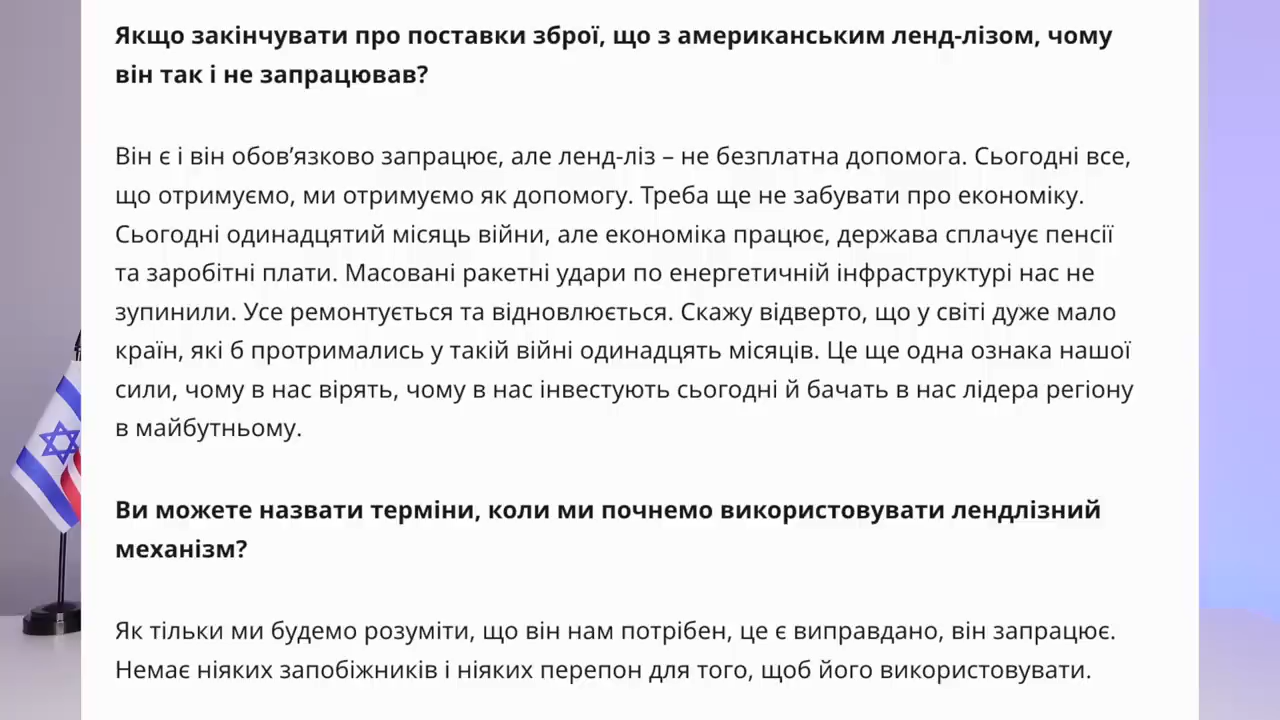 Якщо закінчувати про поставки зброї, що з американським ленд-лізом, чому
він так і не запрацював?
Він є і він обов’язково запрацює, але ленд-ліз – не безплатна допомога. Сьогодні все,
що отримуємо, ми отримуємо як допомогу. Треба ще не забувати про економіку.
Сьогодні одинадцятий місяць війни, але економіка працює, держава сплачує пенсії
та заробітні плати. Масовані ракетні удари по енергетичній інфраструктурі нас не
зупинили. Усе ремонтується та відновлюється. Скажу відверто, що у світі дуже мало
країн, які б протримались у такій війні одинадцять місяців. Це ще одна ознака нашої
сили, чому в нас вірять, чому в нас інвестують сьогодні й бачать в нас лідера регіону
в майбутньому.
Ви можете назвати терміни, коли ми почнемо використовувати лендлізний
механізм?
Як тільки ми будемо розуміти, що він нам потрібен, це є виправдано, він запрацює.
Немає ніяких запобіжників і ніяких перепон для того, щоб його використовувати.